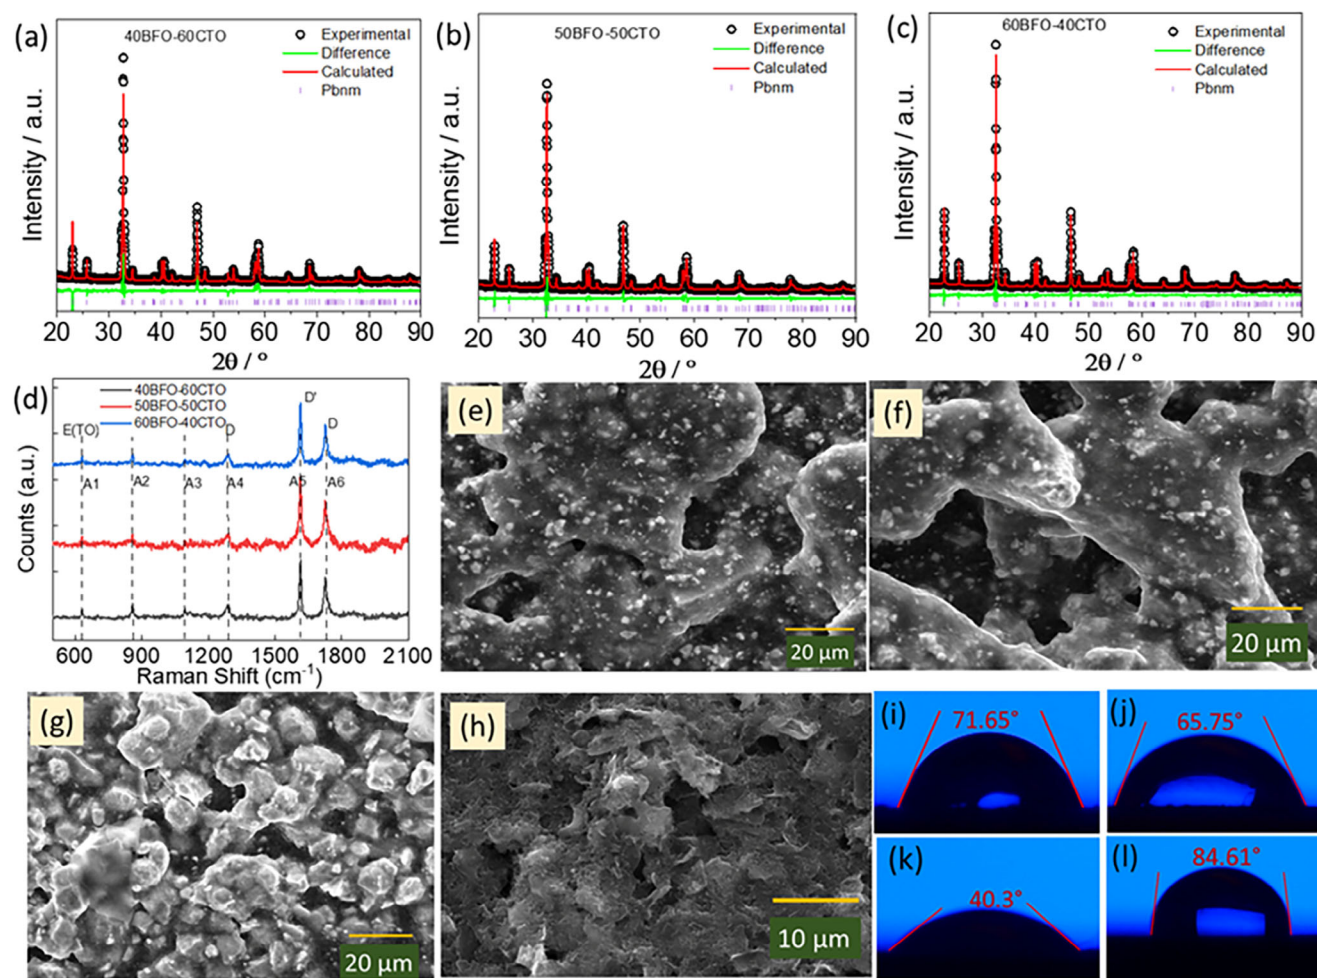 (a)
40BFO-60CTO
Experimental
Difference
Calculated
Pbnm
Intensity / a.u.
20 30 40 50 60 70 80 90
2θ / °
(b)
50BFO-50CTO
Experimental
Difference
Calculated
Pbnm
Intensity / a.u.
20 30 40 50 60 70 80 90
2θ / °
(c)
60BFO-40CTO
Experimental
Difference
Calculated
Pbnm
Intensity / a.u.
20 30 40 50 60 70 80 90
2θ / °
(d)
40BFO-60CTO
50BFO-50CTO
60BFO-40CTO
E(TO)
D
D'
D
A1 A2 A3 A4 A5 A6
Counts (a.u.)
600 900 1200 1500 1800 2100
Raman Shift (cm⁻¹)
(e)
20 μm
(f)
20 μm
(g)
20 μm
(h)
10 μm
(i)
71.65°
(j)
65.75°
(k)
40.3°
(l)
84.61°